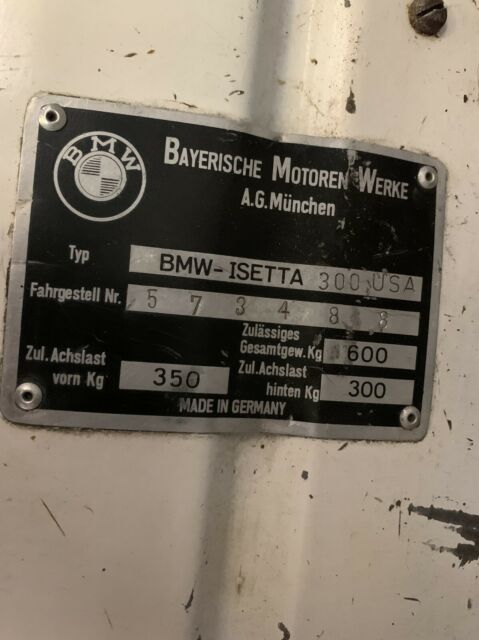 BMW
BAYERISCHE MOTOREN WERKE
A.G. München
Typ BMW-ISETTA 300 USA
Fahrgestell Nr. 5 7 3 4 8
Zulässiges
Gesamtgew. Kg 600
Zul. Achslast
vorn Kg 350
Zul. Achslast
hinten Kg 300
MADE IN GERMANY